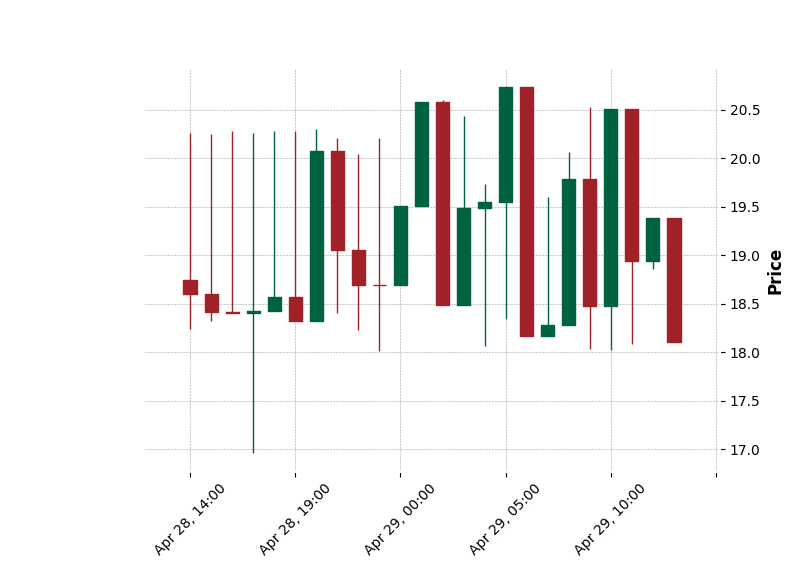 20.5
20.0
19.5
19.0
18.5
18.0
17.5
17.0
Price
Apr 28, 14:00
Apr 28, 19:00
Apr 29, 00:00
Apr 29, 05:00
Apr 29, 10:00